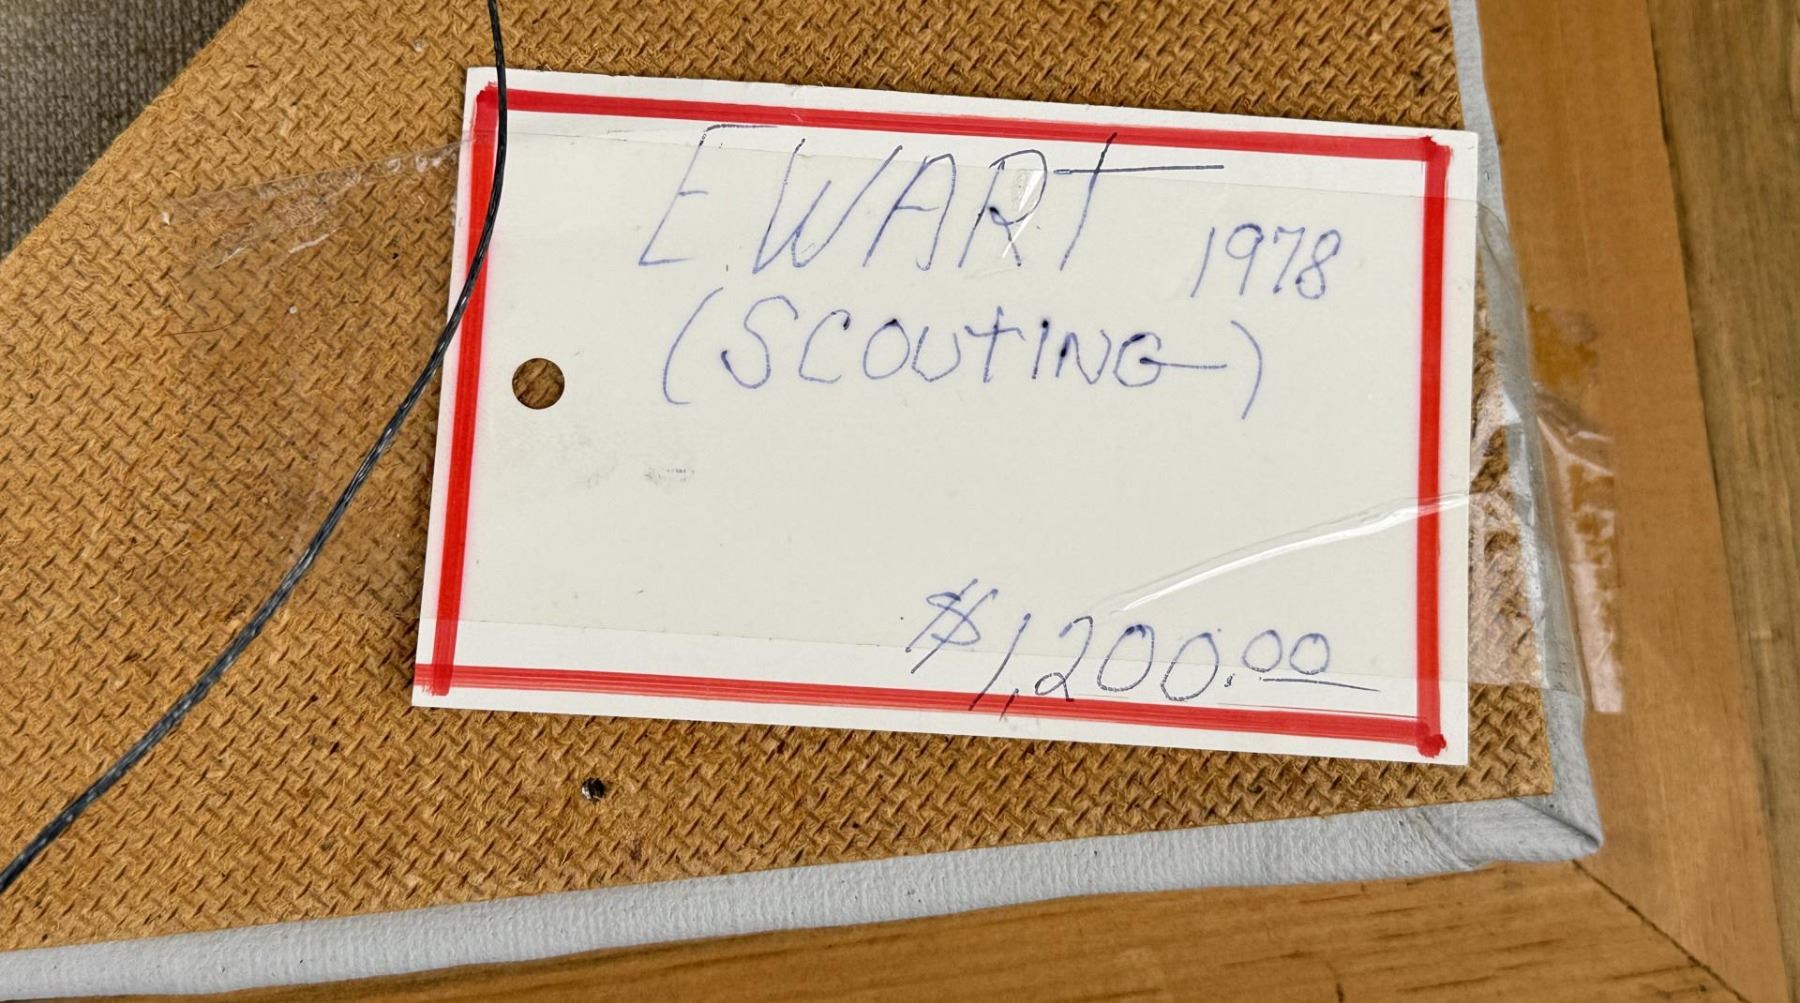 EWART 1978
(SCOUTING)
$1,200.00